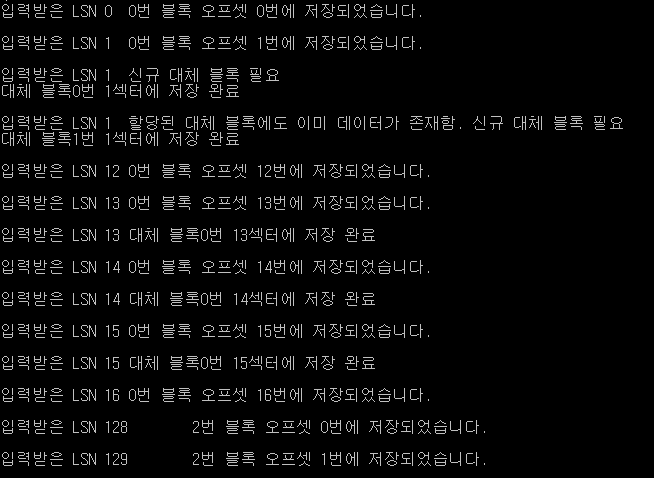 입력받은 LSN 0  0번 블록 오프셋 0번에 저장되었습니다.
입력받은 LSN 1  0번 블록 오프셋 1번에 저장되었습니다.
입력받은 LSN 1  신규 대체 블록 필요
대체 블록0번 1섹터에 저장 완료
입력받은 LSN 1  할당된 대체 블록에도 이미 데이터가 존재함. 신규 대체 블록 필요
대체 블록1번 1섹터에 저장 완료
입력받은 LSN 12 0번 블록 오프셋 12번에 저장되었습니다.
입력받은 LSN 13 0번 블록 오프셋 13번에 저장되었습니다.
입력받은 LSN 13 대체 블록0번 13섹터에 저장 완료
입력받은 LSN 14 0번 블록 오프셋 14번에 저장되었습니다.
입력받은 LSN 14 대체 블록0번 14섹터에 저장 완료
입력받은 LSN 15 0번 블록 오프셋 15번에 저장되었습니다.
입력받은 LSN 15 대체 블록0번 15섹터에 저장 완료
입력받은 LSN 16 0번 블록 오프셋 16번에 저장되었습니다.
입력받은 LSN 128        2번 블록 오프셋 0번에 저장되었습니다.
입력받은 LSN 129        2번 블록 오프셋 1번에 저장되었습니다.